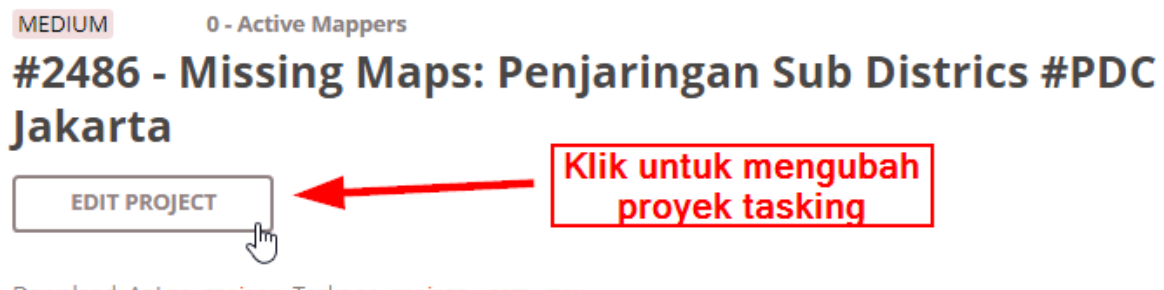 MEDIUM 0 - Active Mappers
#2486 - Missing Maps: Penjaringan Sub Districs #PDC
Jakarta
EDIT PROJECT
Klik untuk mengubah
proyek tasking